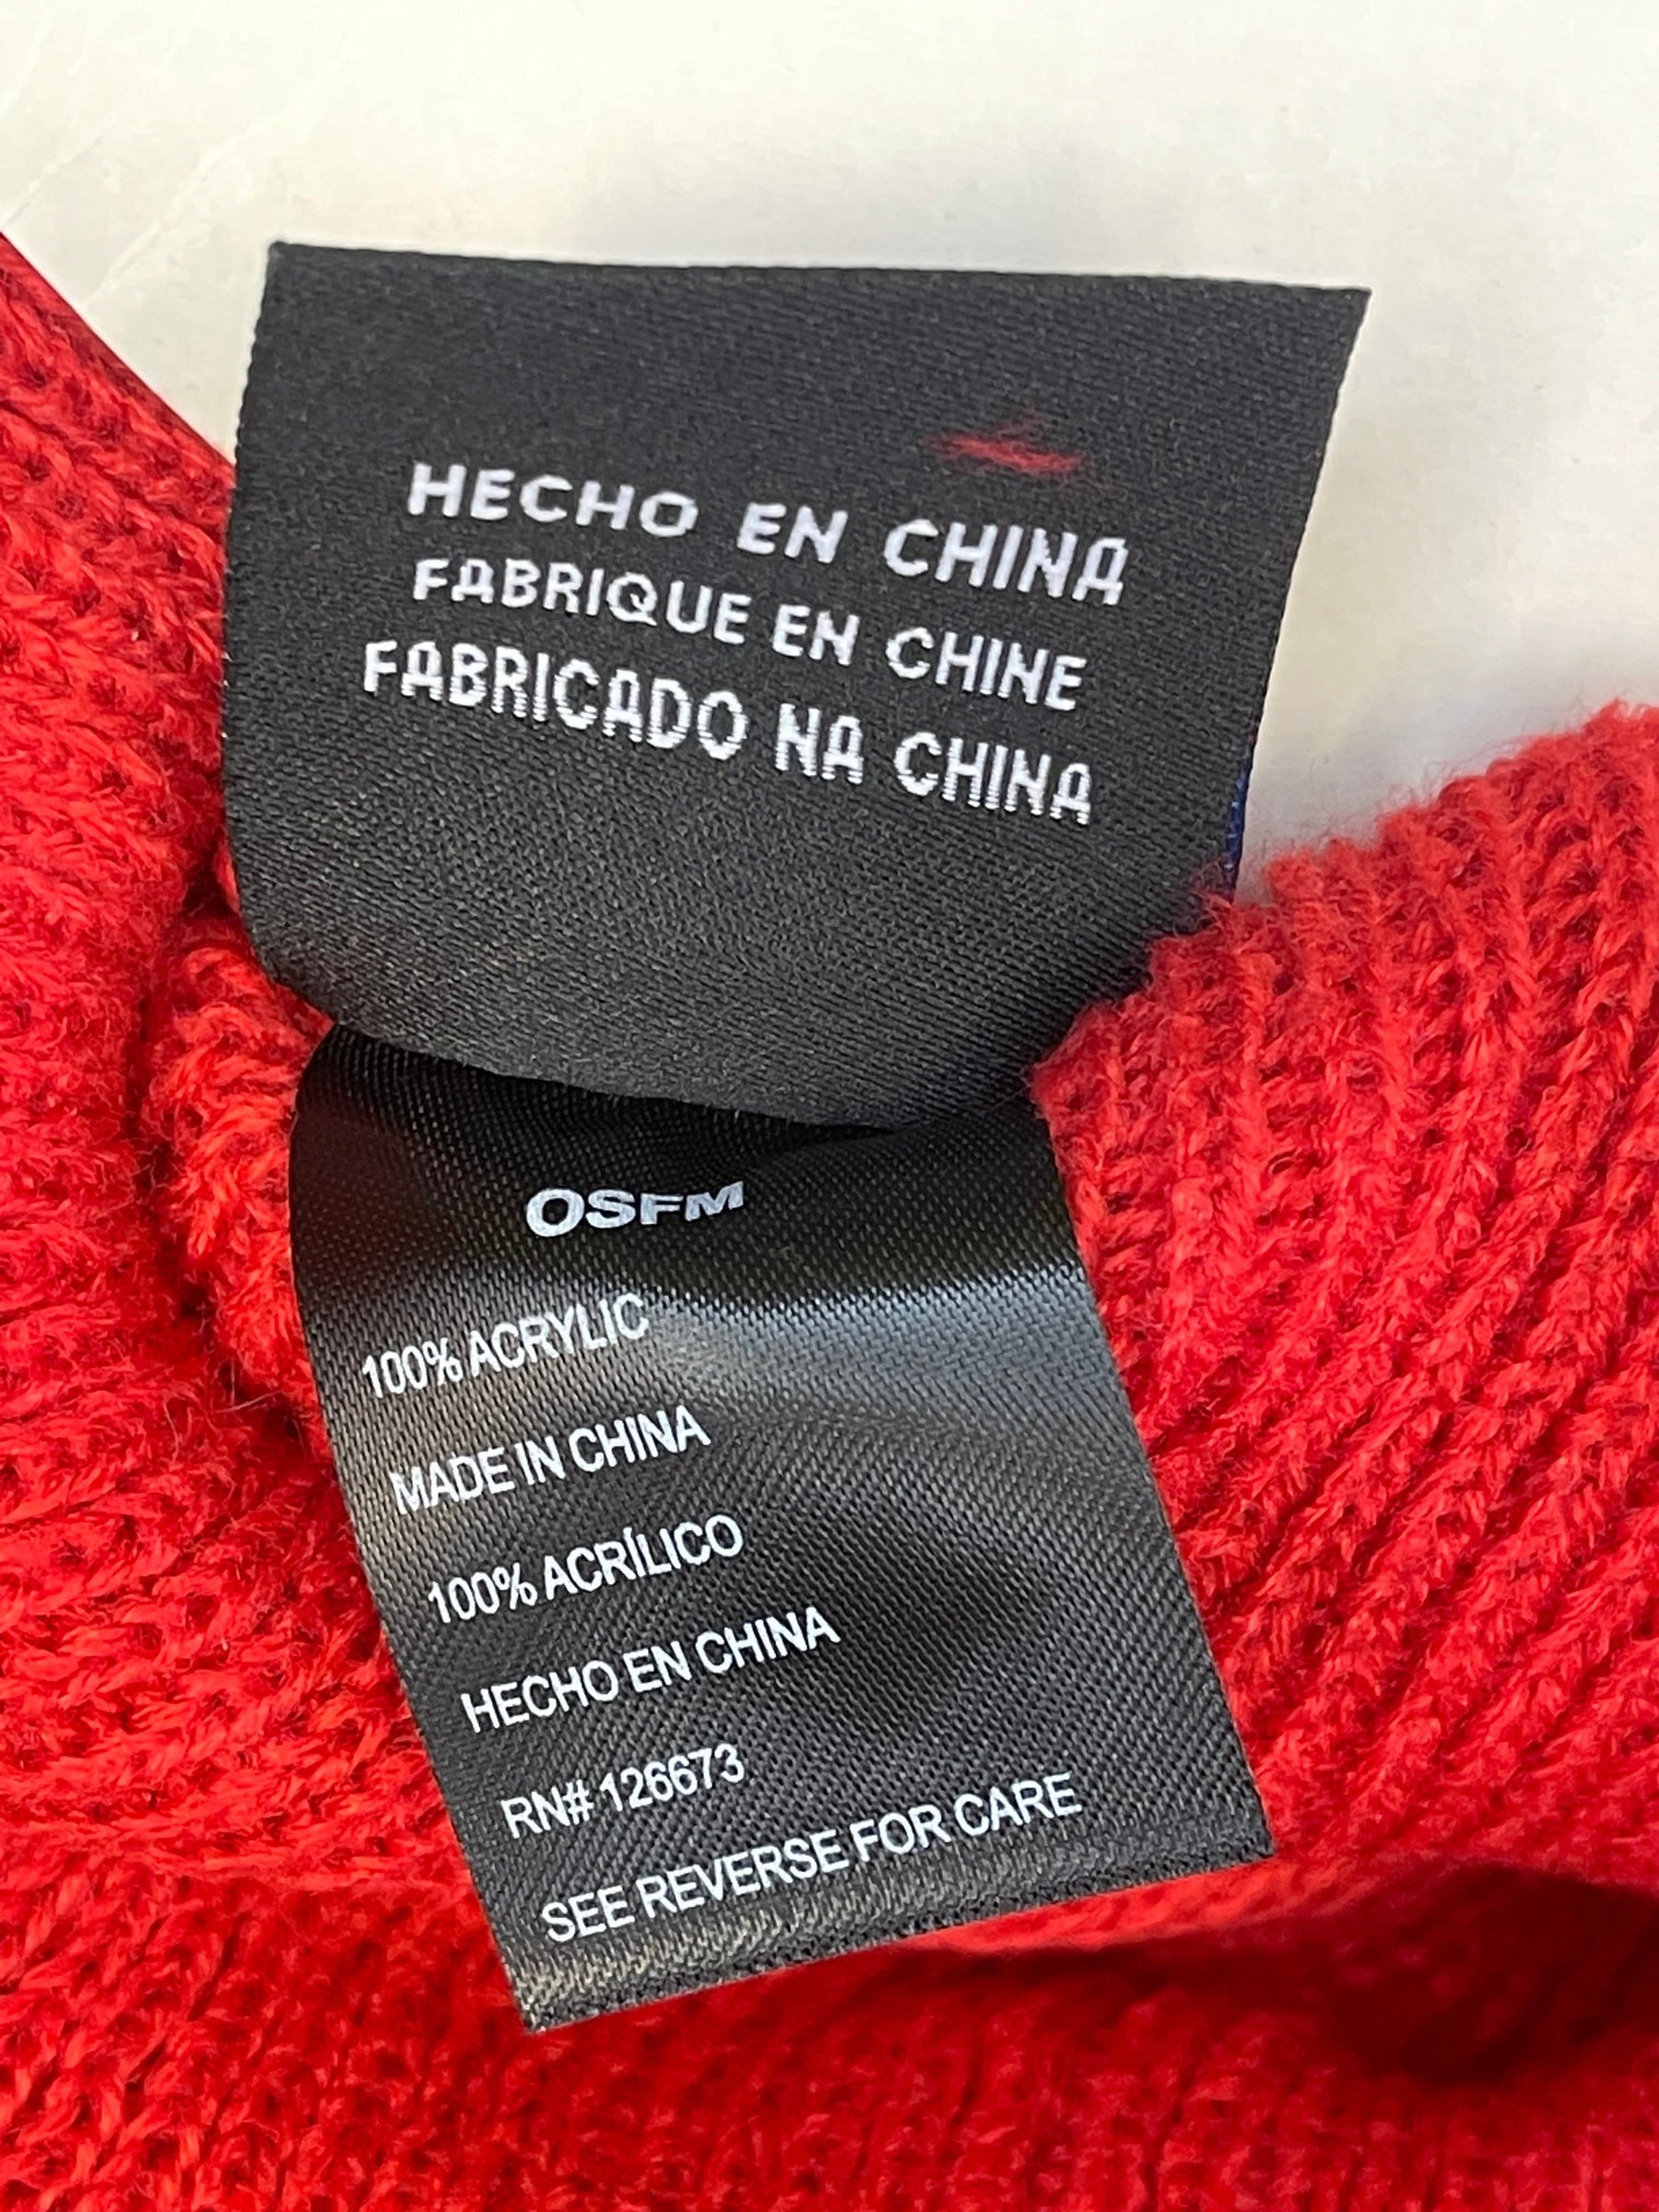 HECHO EN CHINA
FABRIQUE EN CHINE
FABRICADO NA CHINA
OSFM
100% ACRYLIC
MADE IN CHINA
100% ACRÍLICO
HECHO EN CHINA
RN# 126673
SEE REVERSE FOR CARE